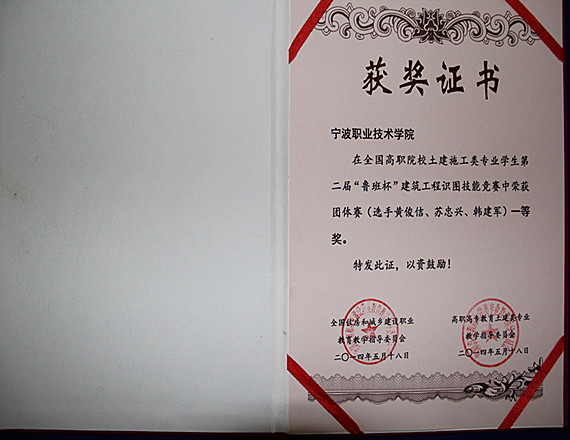 获奖证书
宁波职业技术学院
在全国高职院校土建施工类专业学生第
二届“鲁班杯”建筑工程识图技能竞赛中荣获
团体赛（选手黄俊信、苏忠兴、韩建军）一等
奖。
特发此证，以资鼓励！
全国住房和城乡建设职业
教育教学指导委员会
二〇一四年五月十八日
高职高专教育土建类专业
教学指导委员会
二〇一四年五月十八日